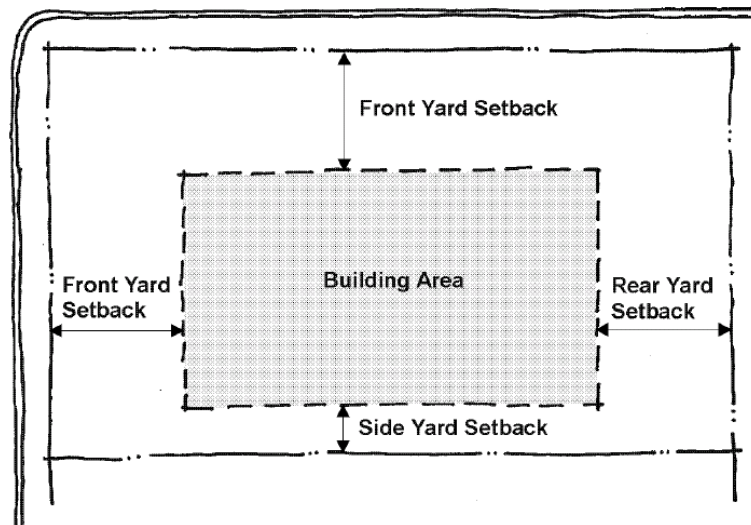 Front Yard Setback
Building Area
Front Yard
Setback
Rear Yard
Setback
Side Yard Setback